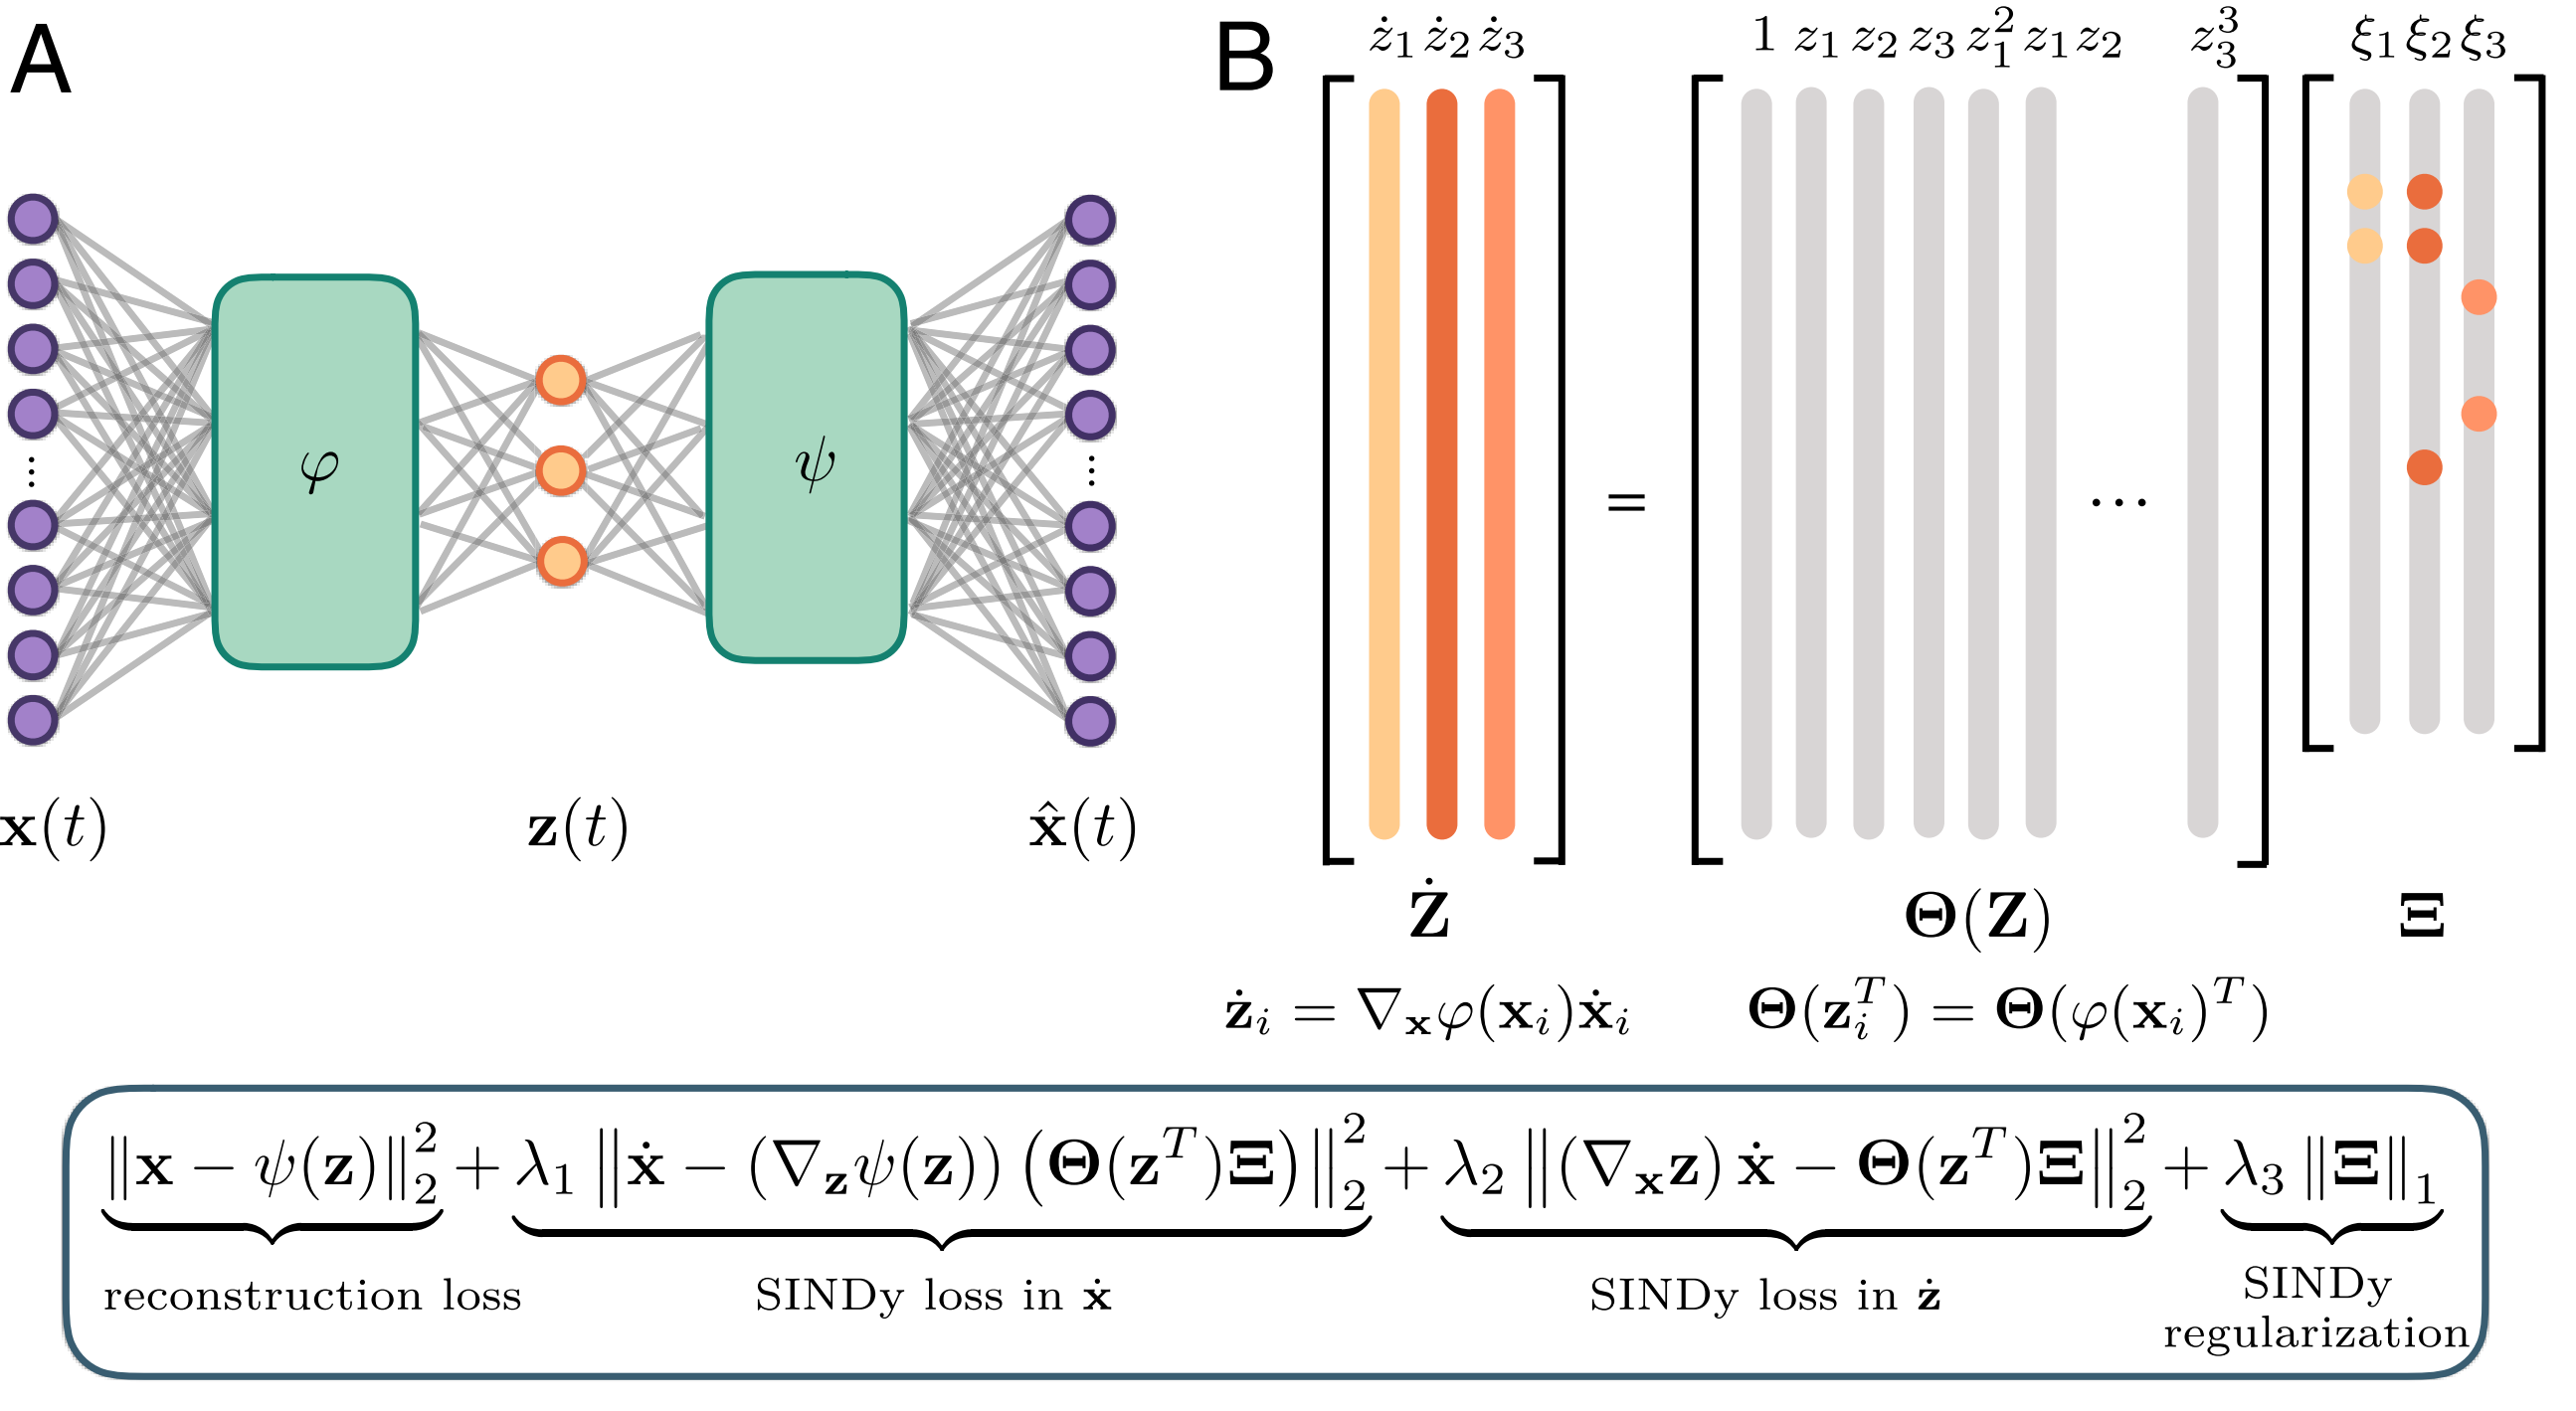 A
φ
ψ
⋮
⋮
x(t)
z(t)
x̂(t)
B
ż₁ ż₂ ż₃
1 z₁ z₂ z₃ z₁² z₁z₂ z₃³
ξ₁ ξ₂ ξ₃
=
⋯
Ż
Θ(Z)
Ξ
żᵢ = ∇ₓφ(xᵢ)ẋᵢ
Θ(zᵢᵀ) = Θ(φ(xᵢ)ᵀ)
‖x − ψ(z)‖₂² + λ₁ ‖ẋ − (∇_z ψ(z)) (Θ(zᵀ)Ξ)‖₂² + λ₂ ‖(∇ₓz) ẋ − Θ(zᵀ)Ξ‖₂² + λ₃ ‖Ξ‖₁
reconstruction loss
SINDy loss in ẋ
SINDy loss in ż
SINDy
regularization